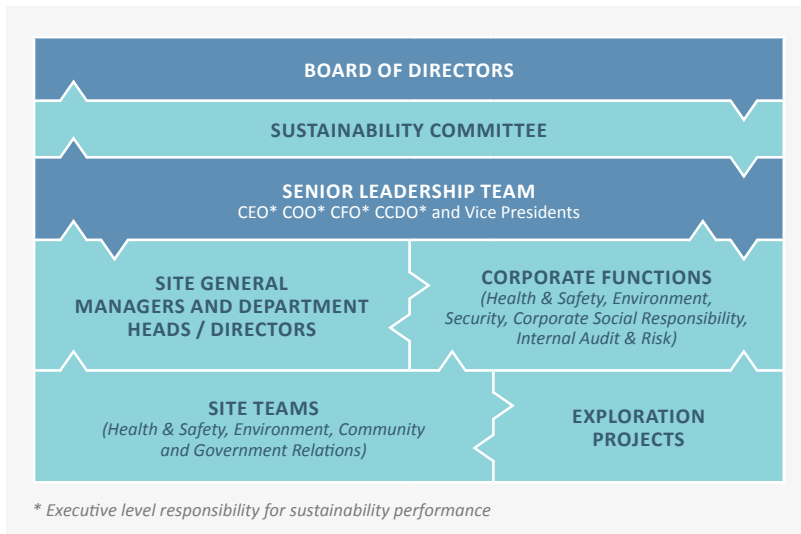 BOARD OF DIRECTORS
SUSTAINABILITY COMMITTEE
SENIOR LEADERSHIP TEAM
CEO* COO* CFO* CCDO* and Vice Presidents
SITE GENERAL
MANAGERS AND DEPARTMENT
HEADS / DIRECTORS
CORPORATE FUNCTIONS
(Health & Safety, Environment,
Security, Corporate Social Responsibility,
Internal Audit & Risk)
SITE TEAMS
(Health & Safety, Environment, Community
and Government Relations)
EXPLORATION
PROJECTS
* Executive level responsibility for sustainability performance